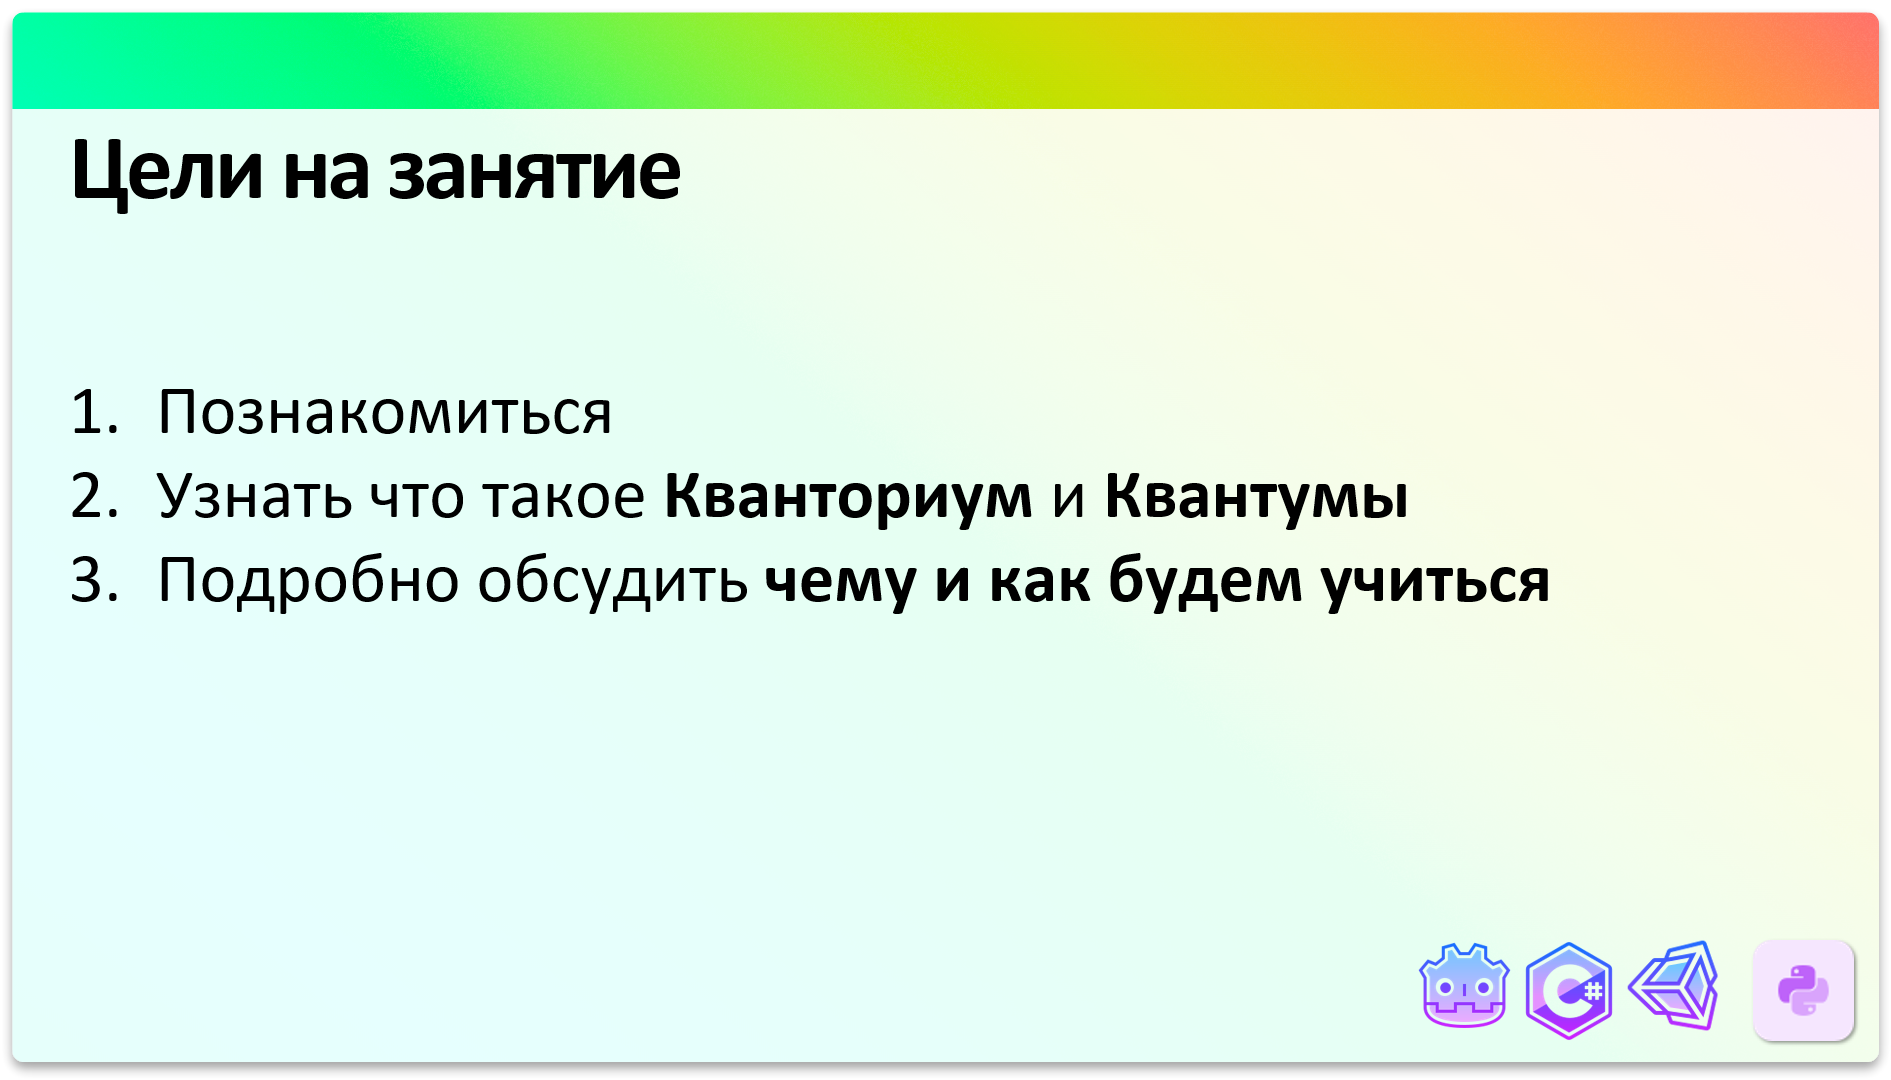 Цели на занятие
1. Познакомиться
2. Узнать что такое Кванториум и Квантумы
3. Подробно обсудить чему и как будем учиться
C#